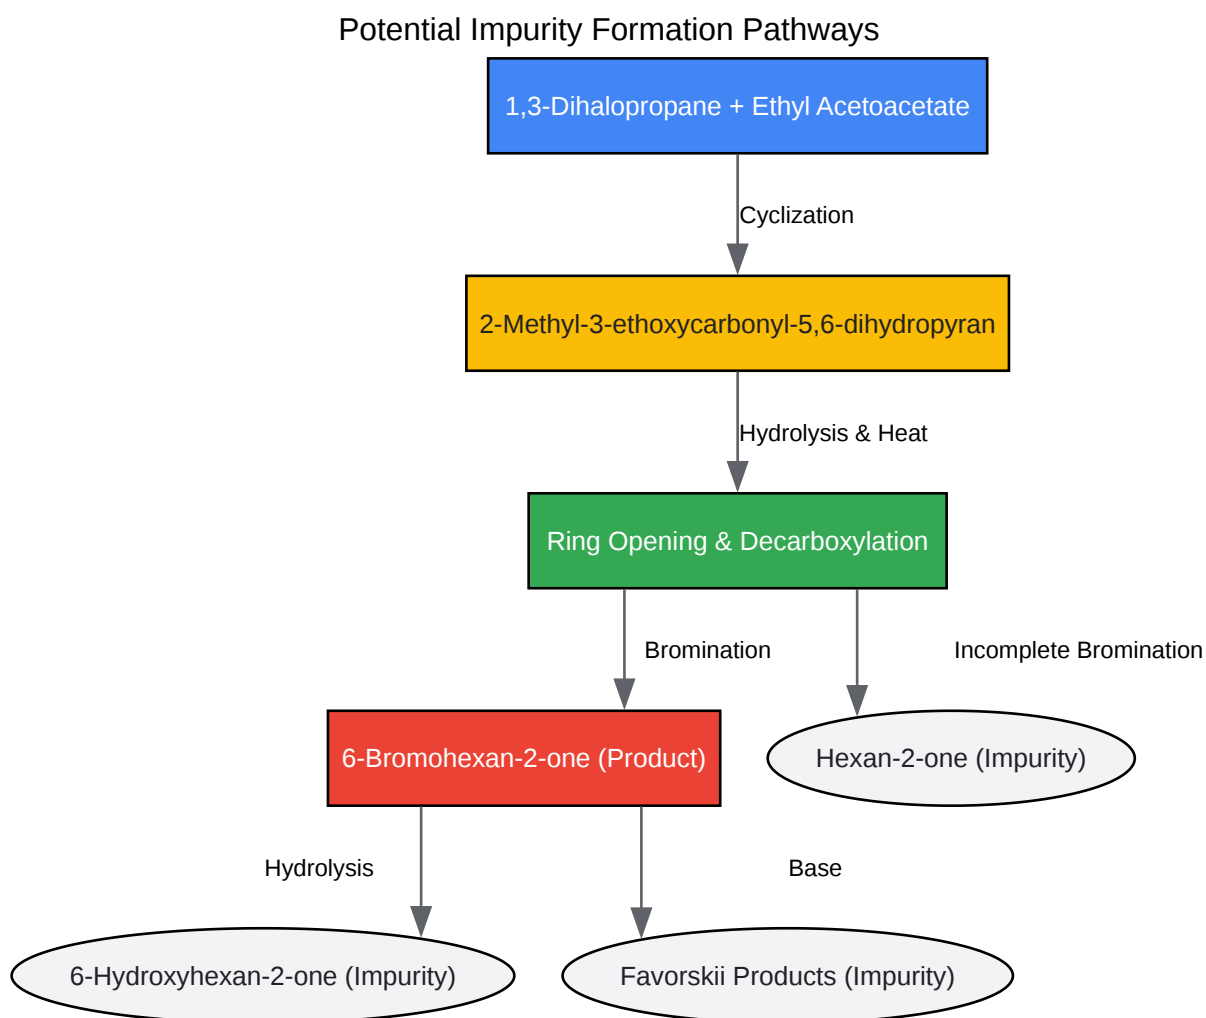 Potential Impurity Formation Pathways
1,3-Dihalopropane + Ethyl Acetoacetate
Cyclization
2-Methyl-3-ethoxycarbonyl-5,6-dihydropyran
Hydrolysis & Heat
Ring Opening & Decarboxylation
Bromination
Incomplete Bromination
6-Bromohexan-2-one (Product)
Hexan-2-one (Impurity)
Hydrolysis
Base
6-Hydroxyhexan-2-one (Impurity)
Favorskii Products (Impurity)